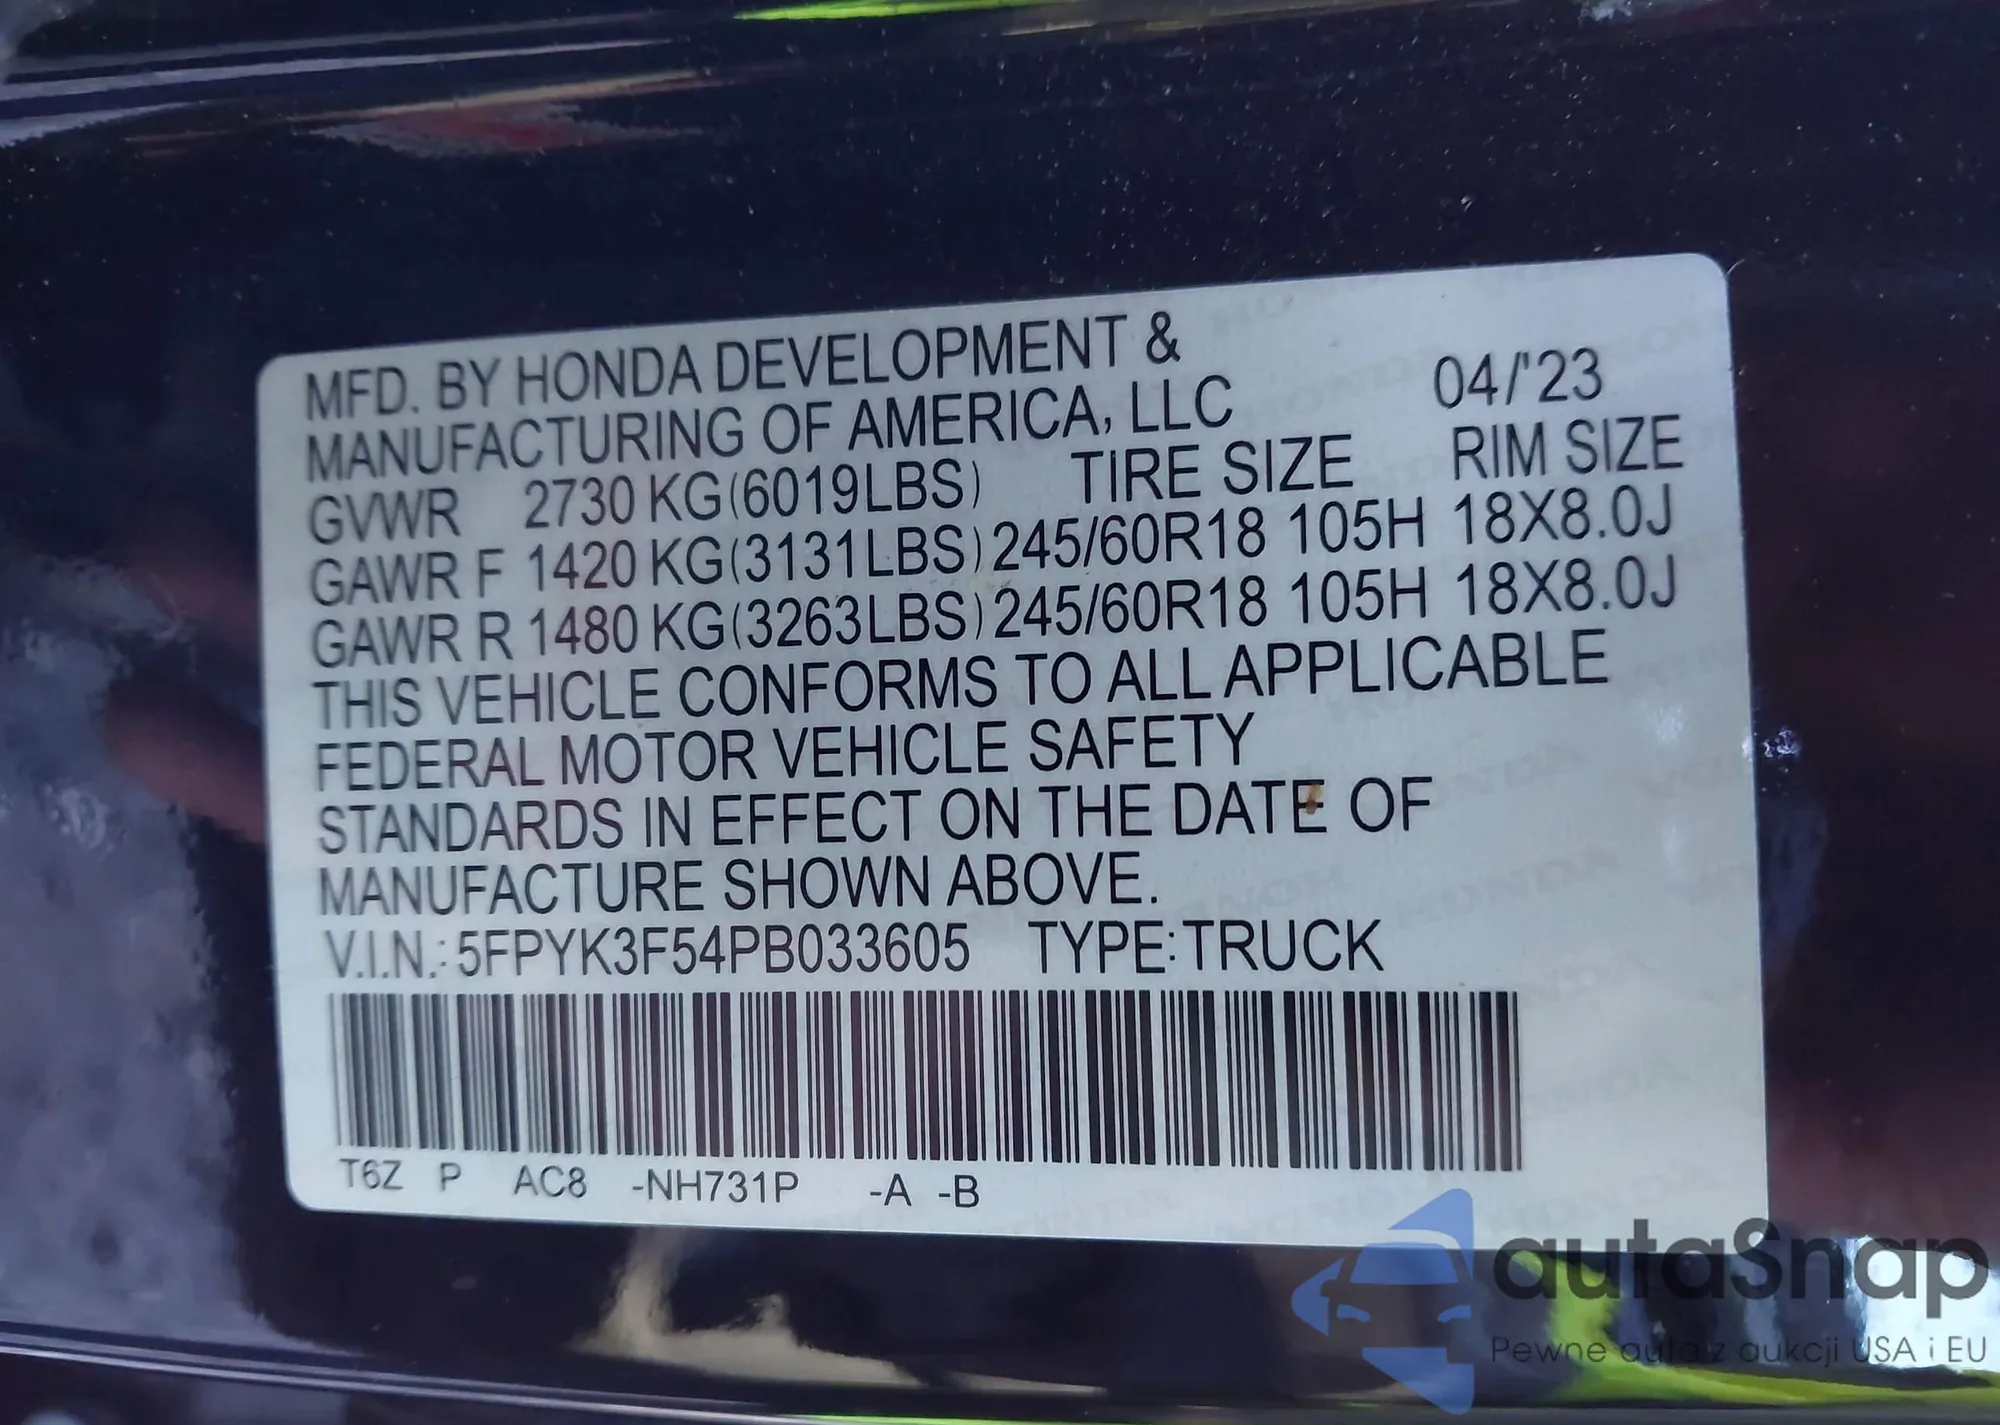 MFD. BY HONDA DEVELOPMENT &
MANUFACTURING OF AMERICA, LLC 04/'23
GVWR 2730 KG(6019LBS) TIRE SIZE RIM SIZE
GAWR F 1420 KG(3131LBS) 245/60R18 105H 18X8.0J
GAWR R 1480 KG(3263LBS) 245/60R18 105H 18X8.0J
THIS VEHICLE CONFORMS TO ALL APPLICABLE
FEDERAL MOTOR VEHICLE SAFETY
STANDARDS IN EFFECT ON THE DATE OF
MANUFACTURE SHOWN ABOVE.
V.I.N.: 5FPYK3F54PB033605 TYPE: TRUCK
T6Z P AC8 -NH731P -A -B
autaSnap
Pewne auta z aukcji USA i EU